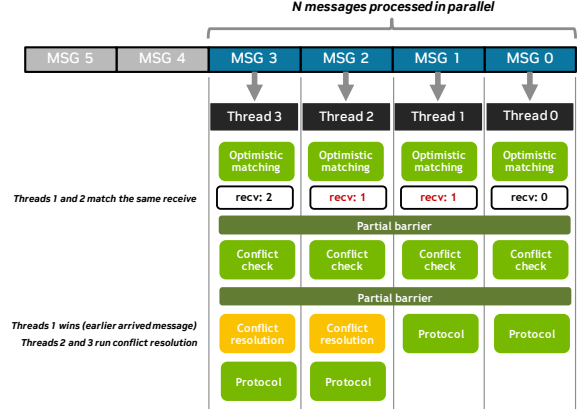 N messages processed in parallel
MSG 5 MSG 4 MSG 3 MSG 2 MSG 1 MSG 0
Thread 3 Thread 2 Thread 1 Thread 0
Optimistic matching Optimistic matching Optimistic matching Optimistic matching
Threads 1 and 2 match the same receive
recv: 2 recv: 1 recv: 1 recv: 0
Partial barrier
Conflict check Conflict check Conflict check Conflict check
Partial barrier
Threads 1 wins (earlier arrived message)
Threads 2 and 3 run conflict resolution
Conflict resolution Conflict resolution Protocol Protocol
Protocol Protocol